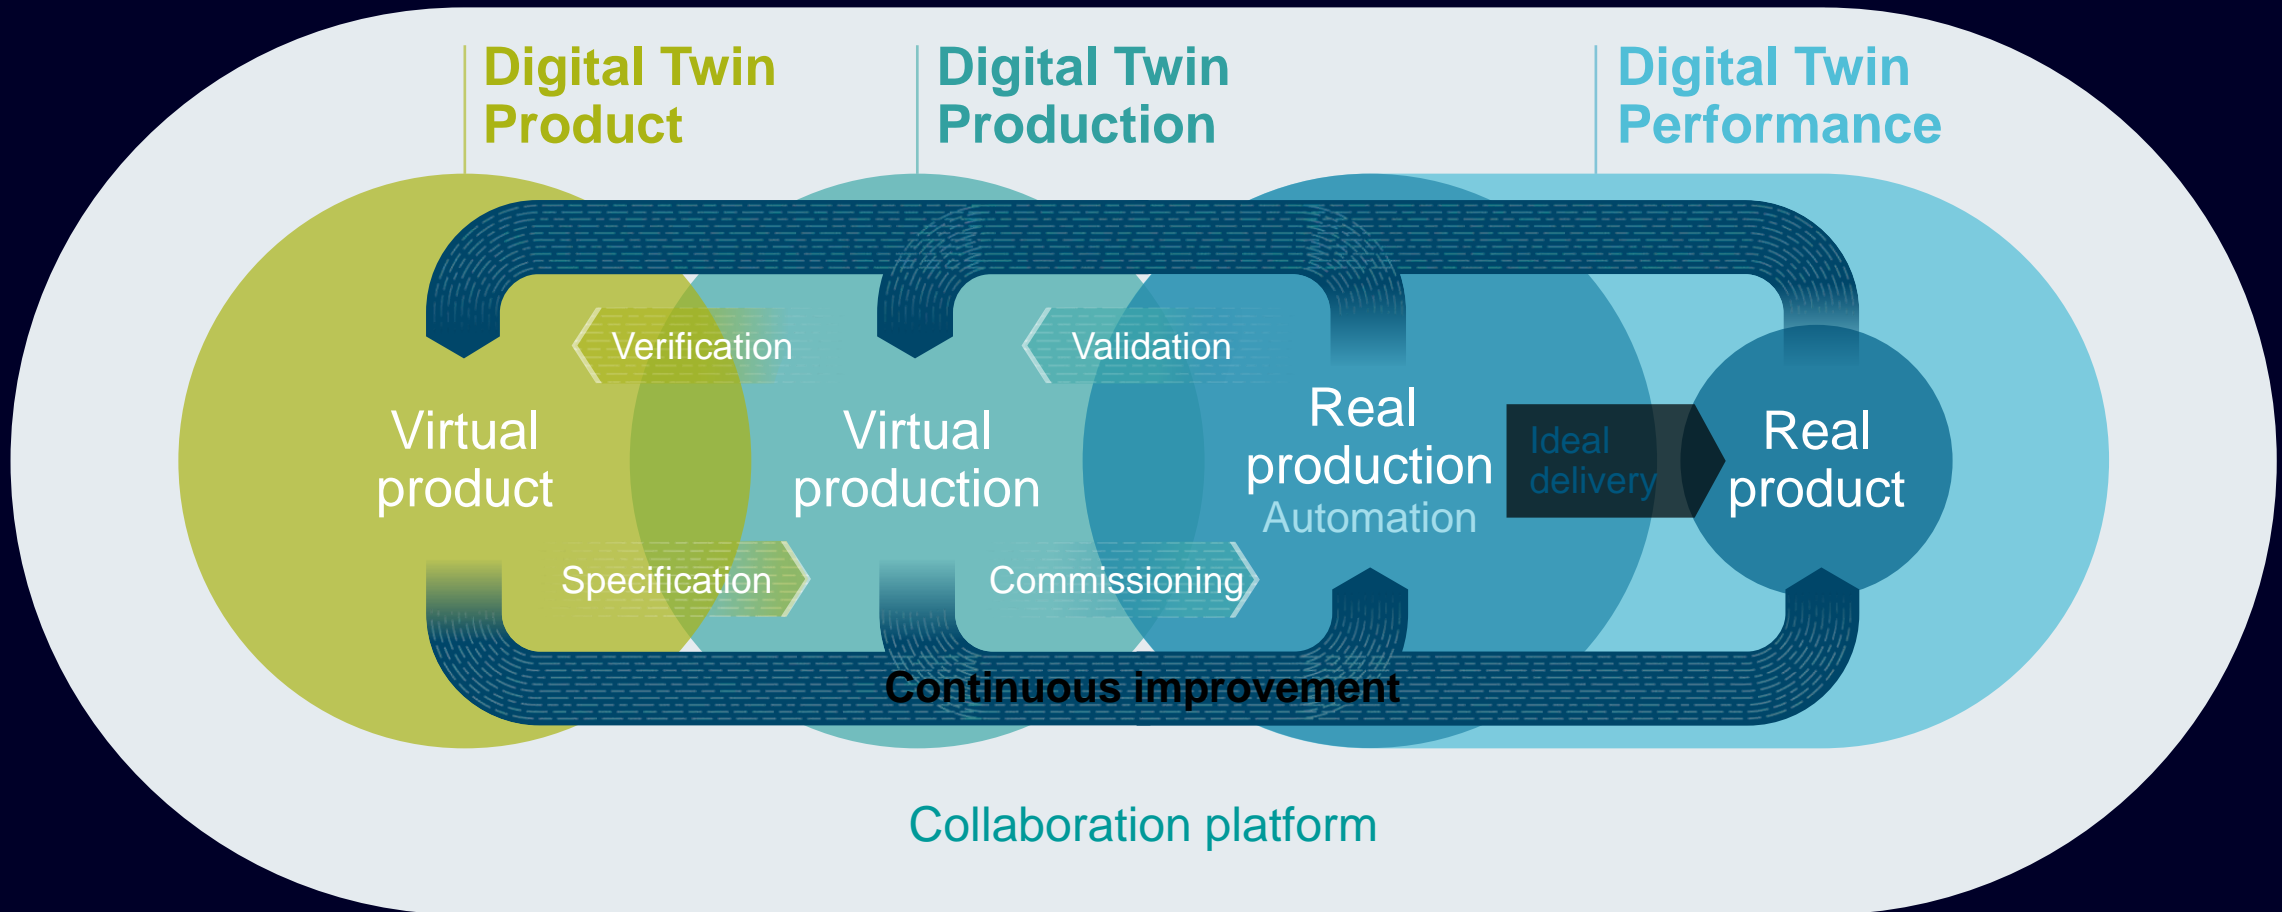 Digital Twin
Product
Digital Twin
Production
Digital Twin
Performance
Verification
Validation
Virtual
product
Virtual
production
Real
production
Automation
Ideal
delivery
Real
product
Specification
Commissioning
Continuous improvement
Collaboration platform